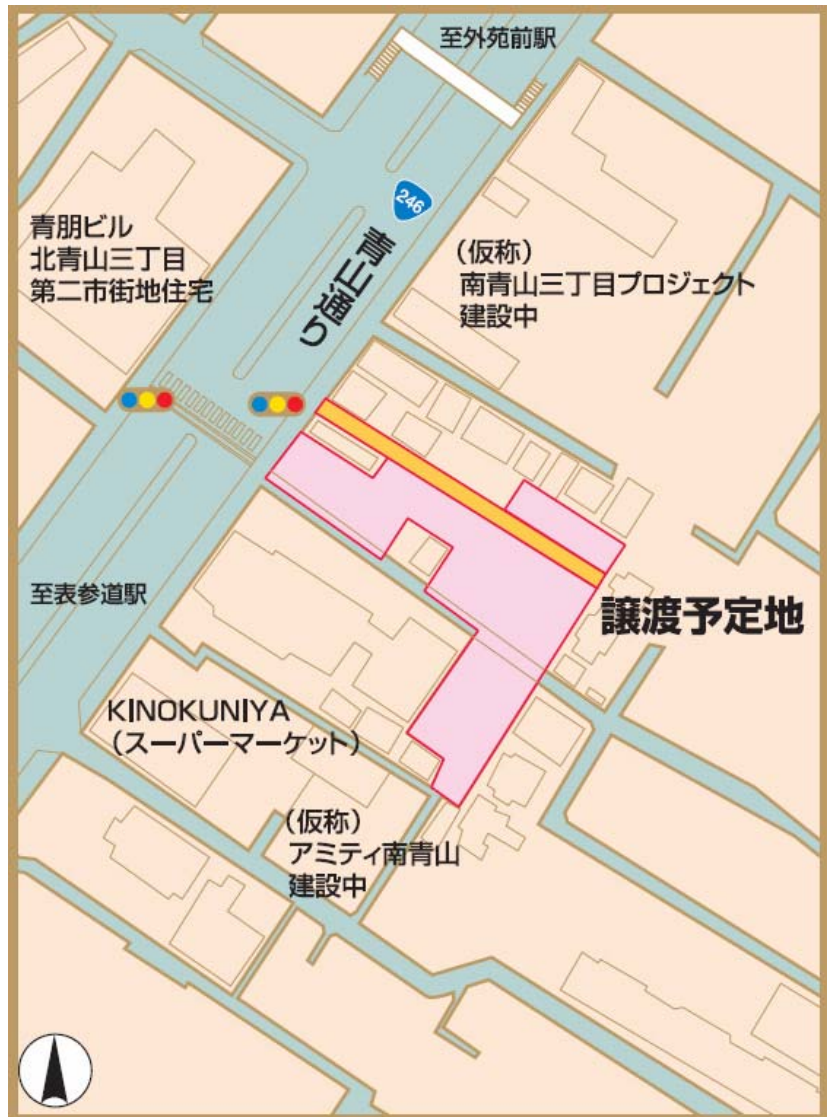 至外苑前駅
246
青山通り
青朋ビル
北青山三丁目
第二市街地住宅
（仮称）
南青山三丁目プロジェクト
建設中
至表参道駅
譲渡予定地
KINOKUNIYA
（スーパーマーケット）
（仮称）
アミティ南青山
建設中